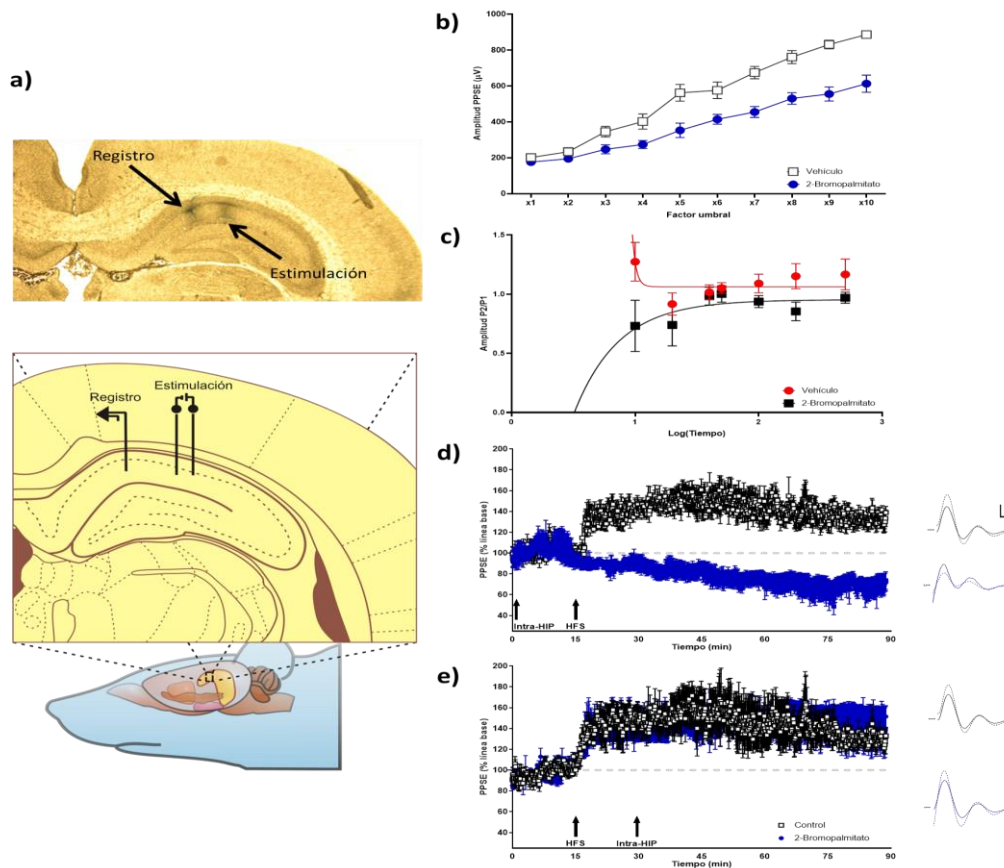 a)
Registro
Estimulación
Registro
Estimulación
b)
Amplitud PPSE (µV)
1000
800
600
400
200
0
x1 x2 x3 x4 x5 x6 x7 x8 x9 x10
Factor umbral
Vehículo
2-Bromopalmitato
c)
Amplitud P2/P1
1.5
1.0
0.5
0.0
0 1 2 3
Log(Tiempo)
Vehículo
2-Bromopalmitato
d)
PPSE (% linea base)
200
180
160
140
120
100
80
60
40
Intra-HIP
HFS
0 15 30 45 60 75 90
Tiempo (min)
e)
PPSE (% linea base)
200
180
160
140
120
100
80
60
40
HFS
Intra-HIP
Control
2-Bromopalmitato
0 15 30 45 60 75 90
Tiempo (min)